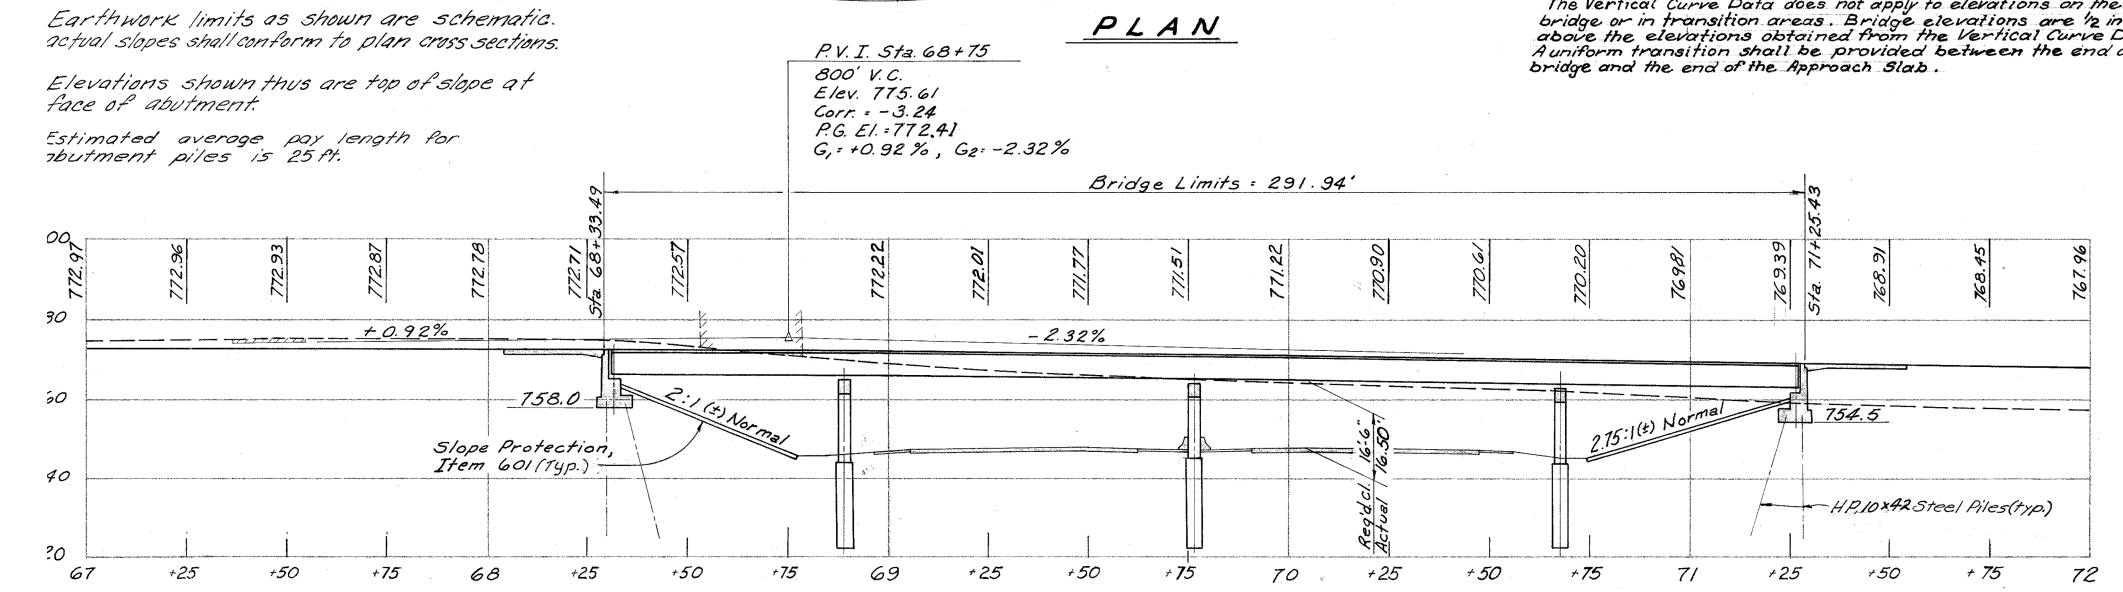 Earthwork limits as shown are schematic.
actual slopes shall conform to plan cross sections.
Elevations shown thus are top of slope at
face of abutment.
Estimated average pay length for
abutment piles is 25 ft.
PLAN
The Vertical Curve Data does not apply to elevations on the
bridge or in transition areas. Bridge elevations are ½ in
above the elevations obtained from the Vertical Curve D
A uniform transition shall be provided between the end o
bridge and the end of the Approach Slab.
P.V.I. Sta. 68+75
800' V.C.
Elev. 775.61
Corr. = -3.24
P.G. El. = 772.41
G1 = +0.92%, G2 = -2.32%
Bridge Limits = 291.94'
Sta. 68+33.49
Sta. 71+25.43
772.97 772.96 772.93 772.87 772.78 772.71 772.57 772.22 772.01 771.77 771.51 771.22 770.90 770.61 770.20 769.81 769.39 768.91 768.45 767.96
+0.92%
-2.32%
758.0
2:1 (±) Normal
2.75:1(±) Normal
754.5
Slope Protection,
Item 601 (Typ.)
Req'd. cl. 16'-6"
Actual 16.50'
HP 10x42 Steel Piles (typ.)
00
80
60
40
20
67 +25 +50 +75 68 +25 +50 +75 69 +25 +50 +75 70 +25 +50 +75 71 +25 +50 +75 72